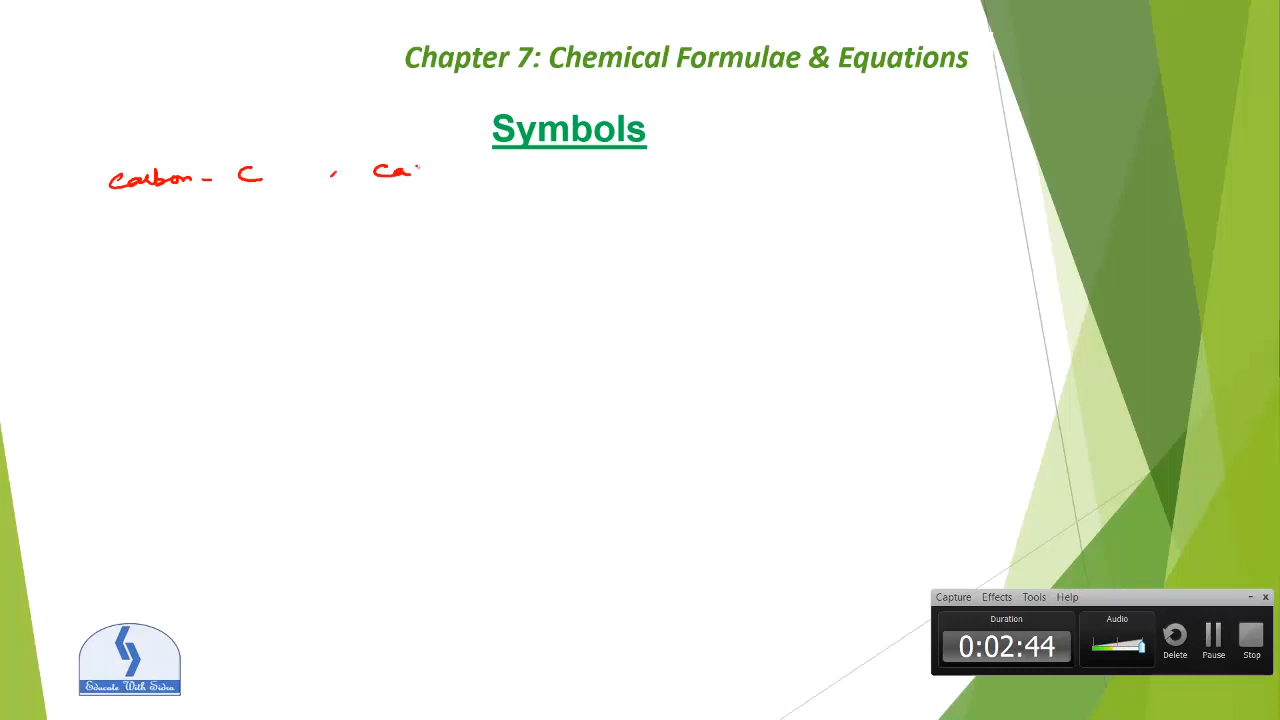 Chapter 7: Chemical Formulae & Equations
Symbols
Carbon - C , Ca
Capture Effects Tools Help
Duration
0:02:44
Audio
Delete
Pause
Stop
Educate With Sidra